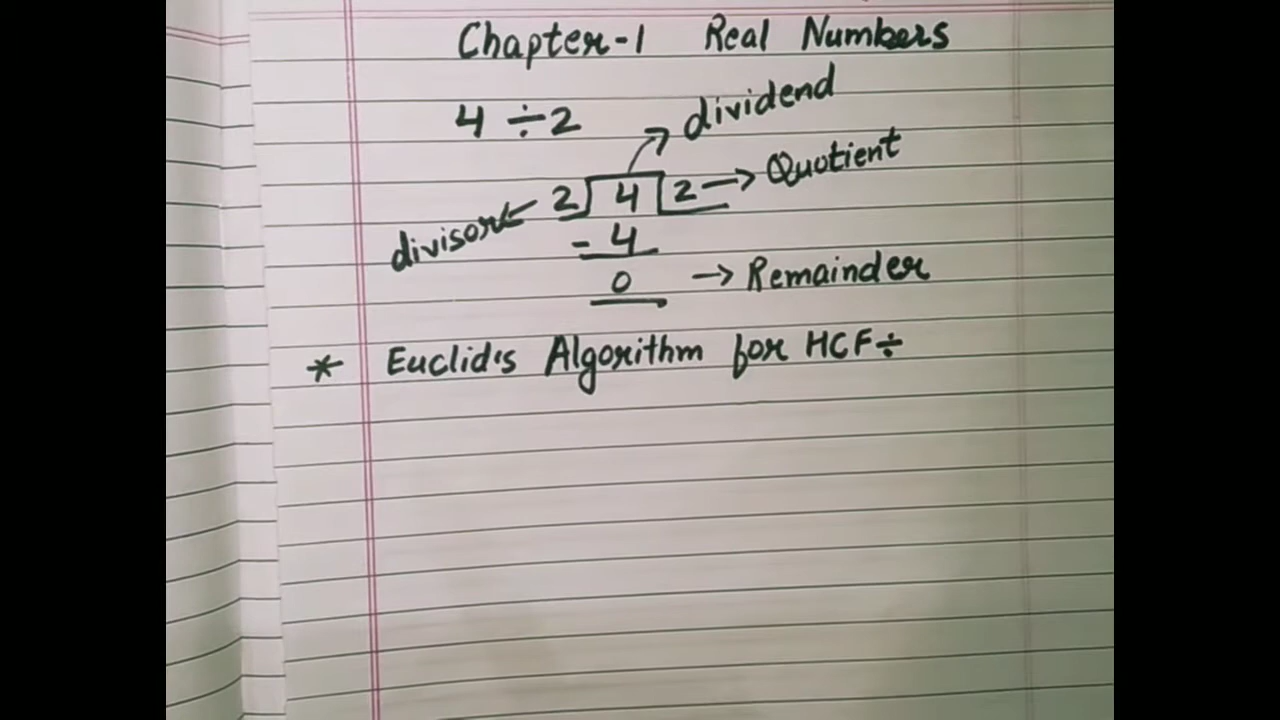 Chapter-1 Real Numbers
4 ÷ 2
dividend
2 4 2 → Quotient
divisor
- 4
0 → Remainder
* Euclid's Algorithm for HCF÷